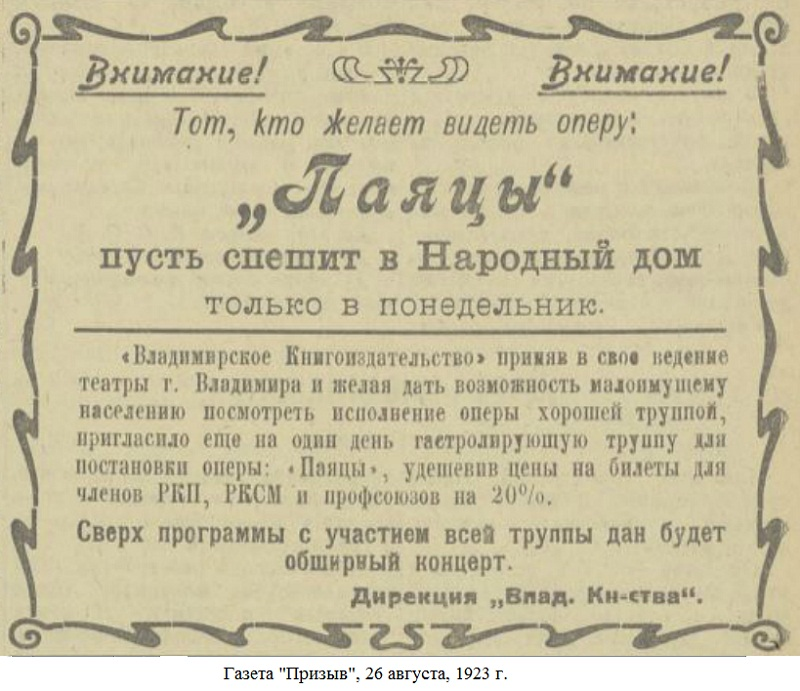 Внимание! Внимание!
Тот, кто желает видеть оперу:
„Паяцы“
пусть спешит в Народный дом
только в понедельник.
«Владимирское Книгоиздательство» приняв в свое ведение
театры г. Владимира и желая дать возможность малоимущему
населению посмотреть исполнение оперы хорошей труппой,
пригласило еще на один день гастролирующую труппу для
постановки оперы: «Паяцы», удешевив цены на билеты для
членов РКП, РКСМ и профсоюзов на 20%.
Сверх программы с участием всей труппы дан будет
обширный концерт.
Дирекция „Влад. Кн-ства“.
Газета "Призыв", 26 августа, 1923 г.